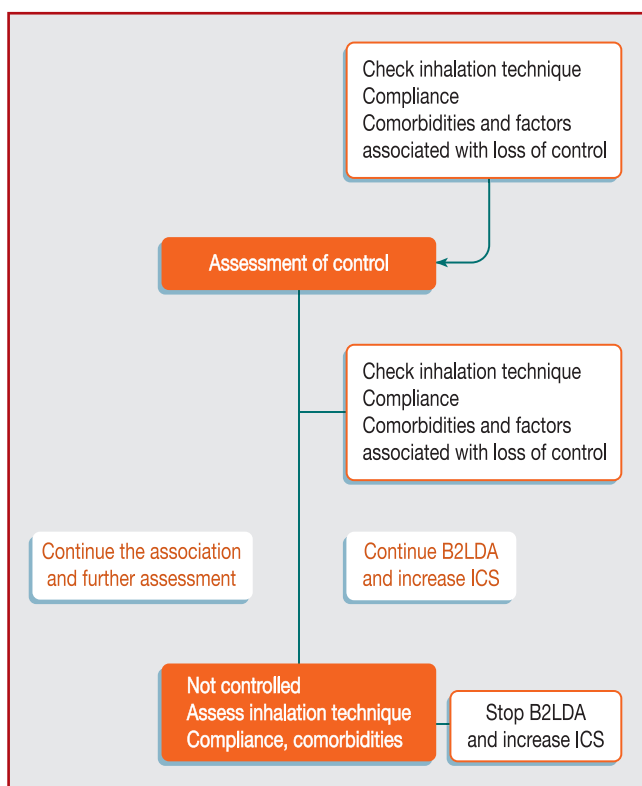 Check inhalation technique
Compliance
Comorbidities and factors
associated with loss of control
Assessment of control
Check inhalation technique
Compliance
Comorbidities and factors
associated with loss of control
Continue the association
and further assessment
Continue B2LDA
and increase ICS
Not controlled
Assess inhalation technique
Compliance, comorbidities
Stop B2LDA
and increase ICS